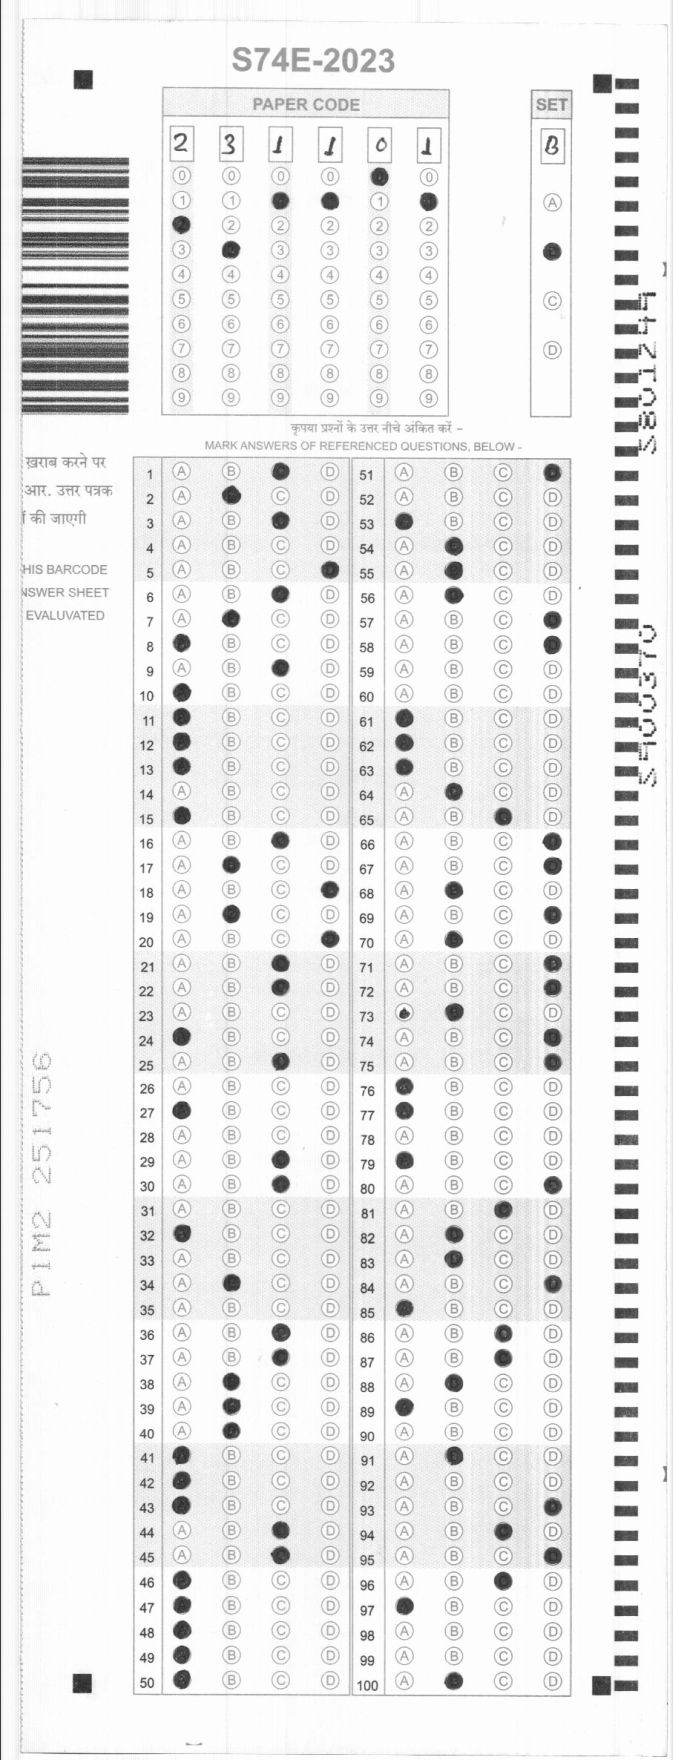 S74E-2023
PAPER CODE
SET
2 3 1 1 0 1
B
0 0 0 0 0
1 1 1 A
2 2 2 2 2
3 3 3 3 3
4 4 4 4 4 4
5 5 5 5 5 5 C
6 6 6 6 6 6
7 7 7 7 7 7 D
8 8 8 8 8 8
9 9 9 9 9 9
कृपया प्रश्नों के उत्तर नीचे अंकित करें -
MARK ANSWERS OF REFERENCED QUESTIONS, BELOW -
ख़राब करने पर
आर. उत्तर पत्रक
की जाएगी
HIS BARCODE
NSWER SHEET
EVALUVATED
1 A B D
2 A C D
3 A B D
4 A B C D
5 A B C
6 A B D
7 A C D
8 B C D
9 A B D
10 B C D
11 B C D
12 B C D
13 B C D
14 A B C D
15 B C D
16 A B D
17 A C D
18 A B C
19 A C D
20 A B C
21 A B D
22 A B D
23 A B C D
24 B C D
25 A B D
26 A B C D
27 B C D
28 A B C D
29 A B D
30 A B D
31 A B C D
32 B C D
33 A B C D
34 A C D
35 A B C D
36 A B D
37 A B D
38 A C D
39 A C D
40 A C D
41 B C D
42 B C D
43 B C D
44 A B D
45 A B D
46 B C D
47 B C D
48 B C D
49 B C D
50 B C D
51 A B C
52 A B C D
53 B C D
54 A C D
55 A C D
56 A C D
57 A B C
58 A B C
59 A B C D
60 A B C D
61 B C D
62 B C D
63 B C D
64 A C D
65 A B D
66 A B C
67 A B C
68 A C D
69 A B C
70 A C D
71 A B C
72 A B C
73 C D
74 A B C
75 A B C
76 B C D
77 B C D
78 A B C D
79 B C D
80 A B C
81 A B D
82 A C D
83 A C D
84 A B C
85 B C D
86 A B D
87 A B D
88 A C D
89 B C D
90 A B C D
91 A C D
92 A B C D
93 A B C
94 A B D
95 A B C
96 A B D
97 B C D
98 A B C D
99 A B C D
100 A C D
P1M2 251756
S801244
S400370